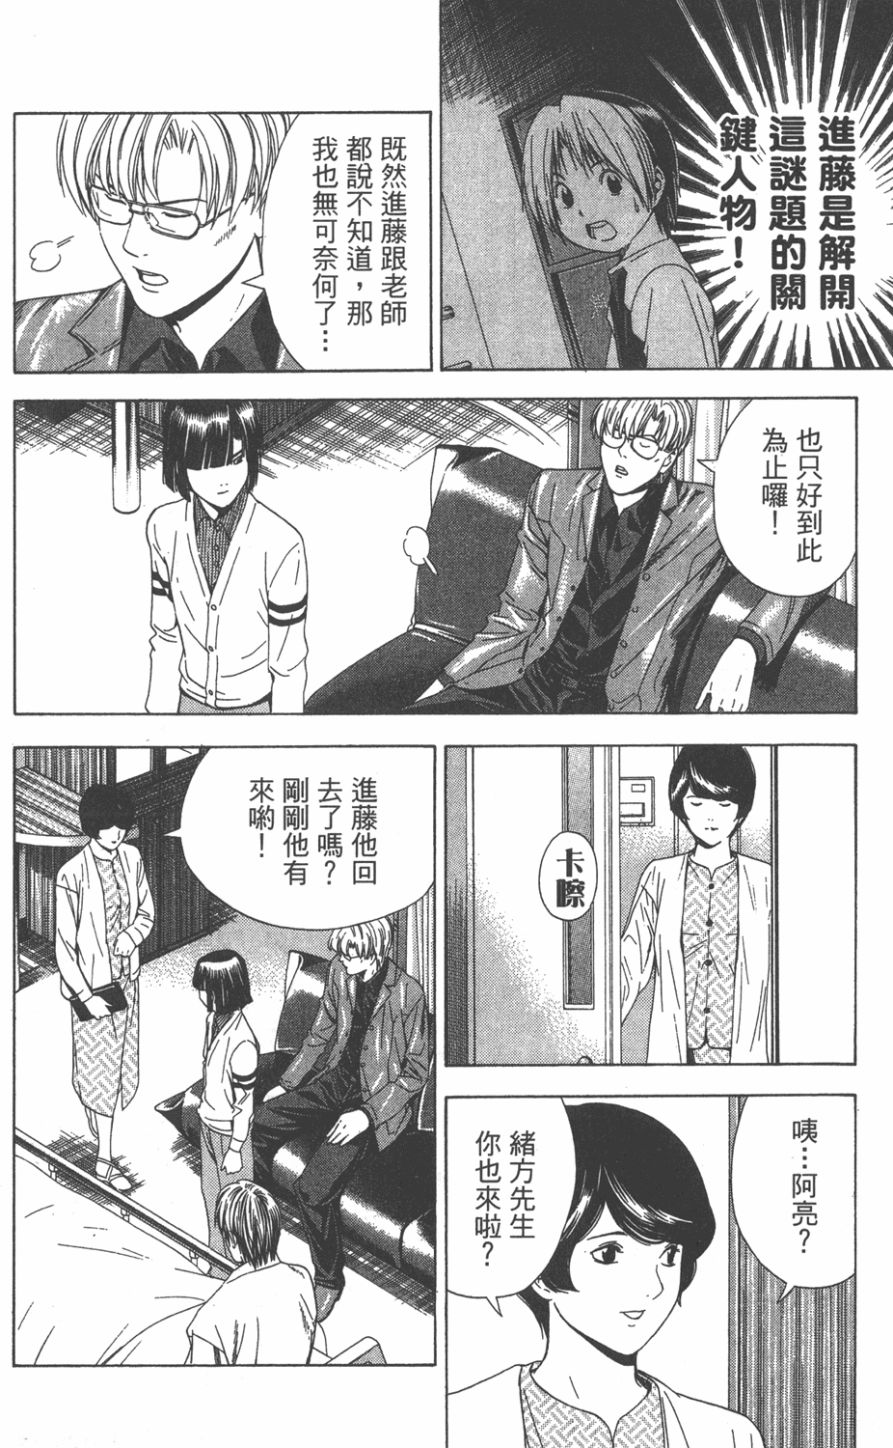 進藤是解開
這謎題的關
鍵人物！
既然進藤跟老師
都說不知道，那
我也無可奈何了…
也只好到此
為止囉！
卡嚓
咦…阿亮？
緒方先生
你也來啦？
進藤他回
去了嗎？
剛剛他有
來喲！